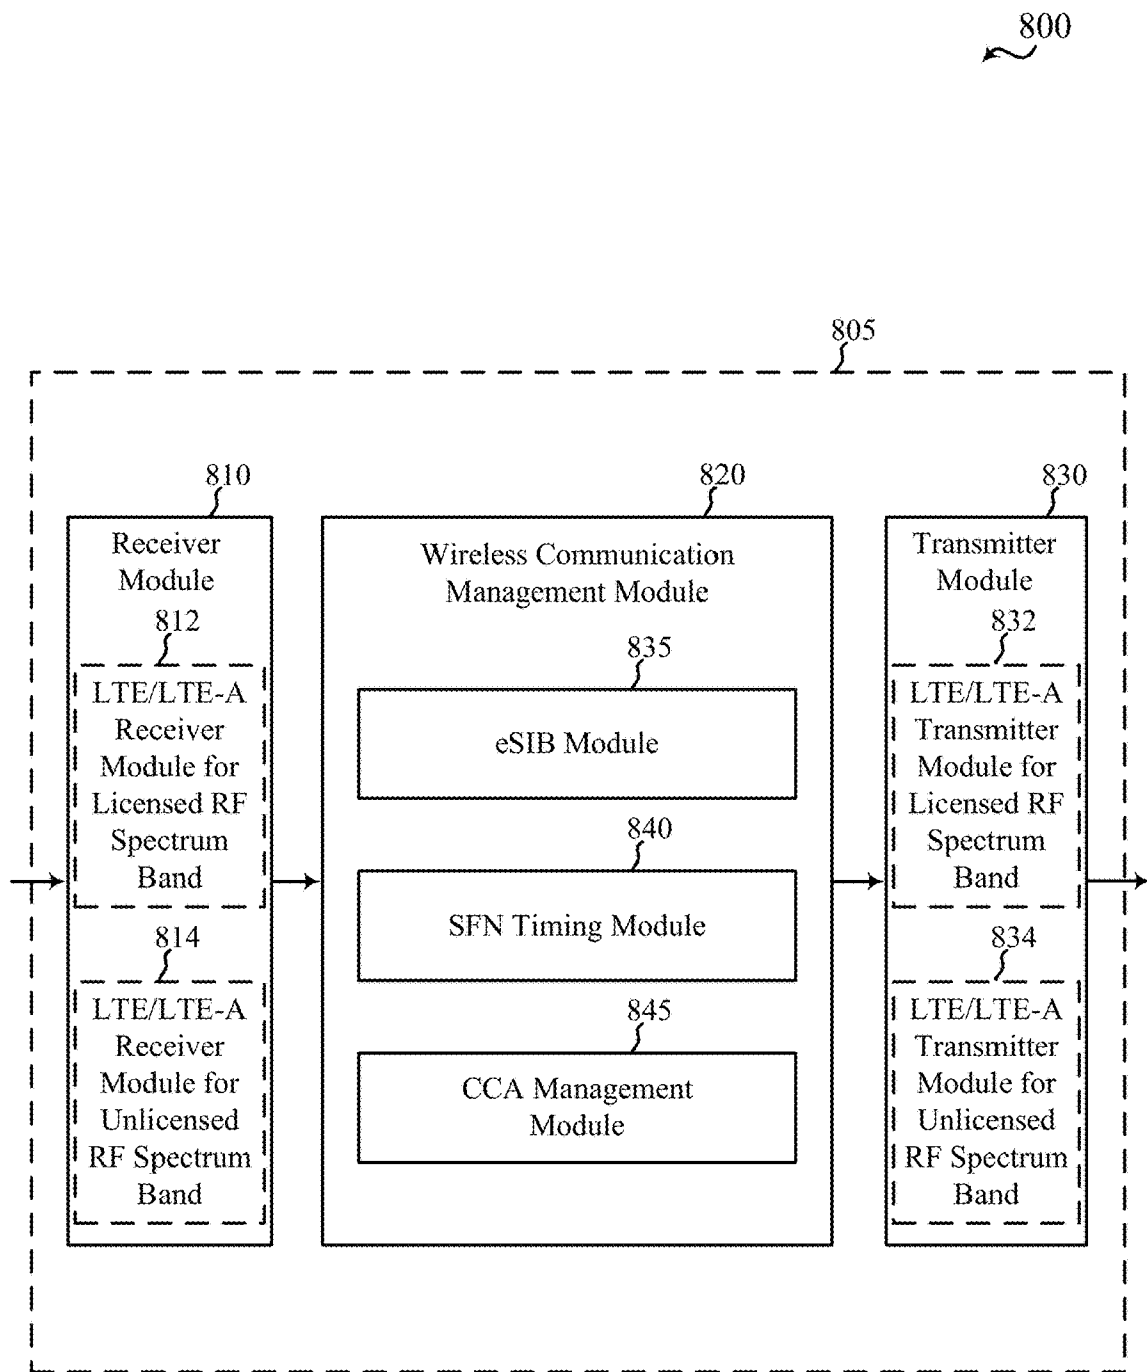 800
805
810
820
830
Receiver
Module
812
LTE/LTE-A
Receiver
Module for
Licensed RF
Spectrum
Band
814
LTE/LTE-A
Receiver
Module for
Unlicensed
RF Spectrum
Band
Wireless Communication
Management Module
835
eSIB Module
840
SFN Timing Module
845
CCA Management
Module
Transmitter
Module
832
LTE/LTE-A
Transmitter
Module for
Licensed RF
Spectrum
Band
834
LTE/LTE-A
Transmitter
Module for
Unlicensed
RF Spectrum
Band